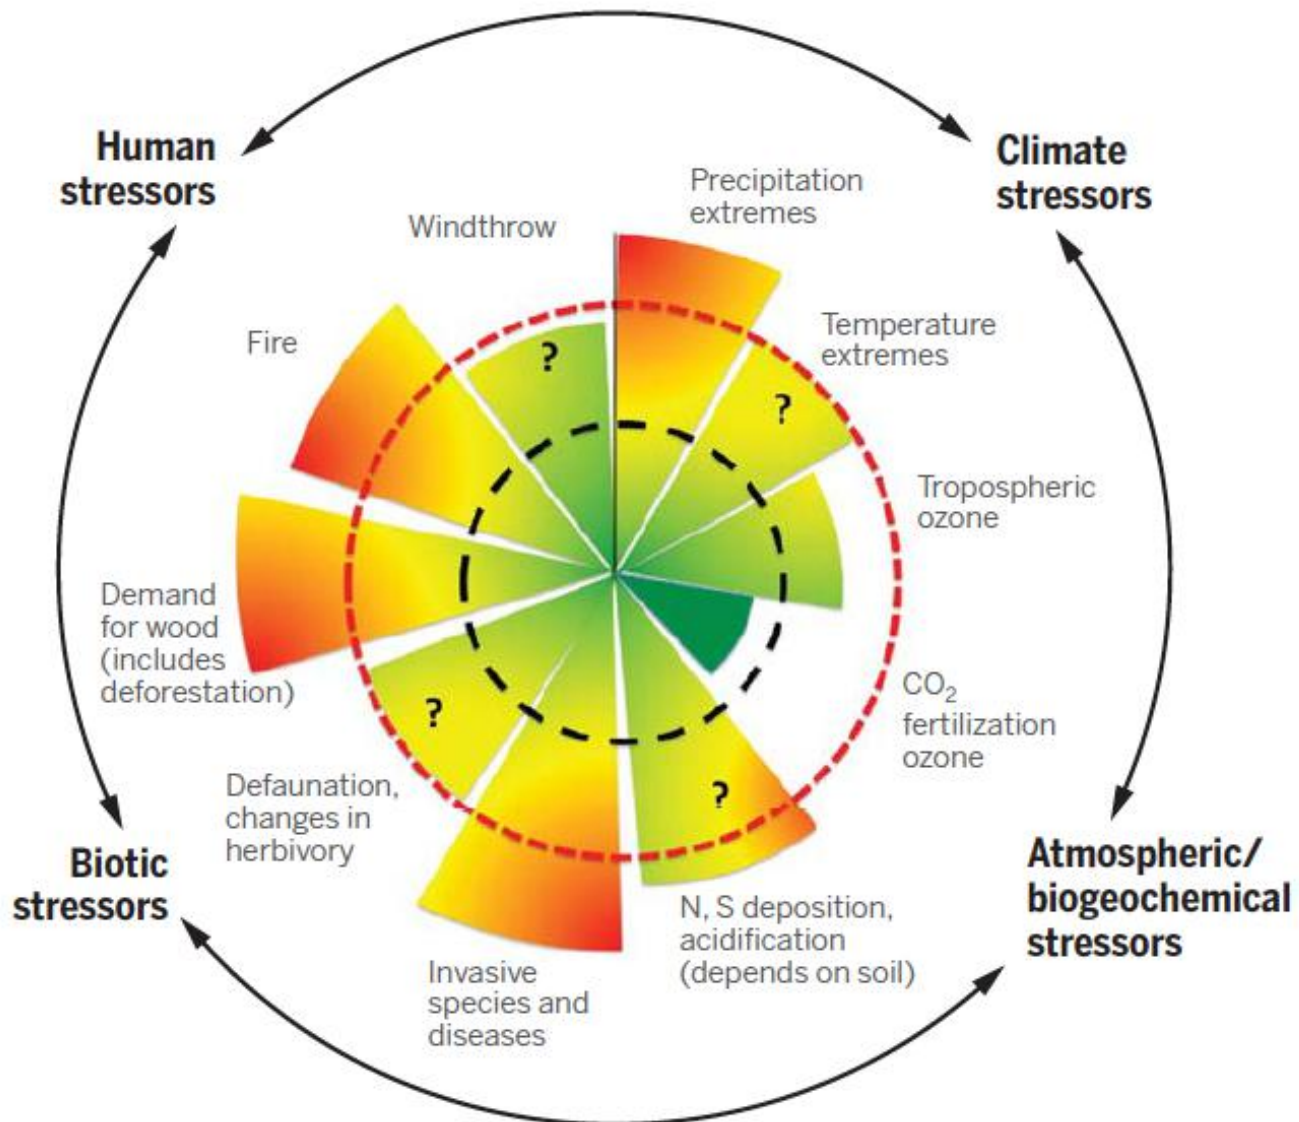 Human
stressors
Climate
stressors
Precipitation
extremes
Windthrow
Temperature
extremes
Fire
?
?
Tropospheric
ozone
Demand
for wood
(includes
deforestation)
CO₂
fertilization
ozone
?
?
Defaunation,
changes in
herbivory
Biotic
stressors
Atmospheric/
biogeochemical
stressors
N, S deposition,
acidification
(depends on soil)
Invasive
species and
diseases